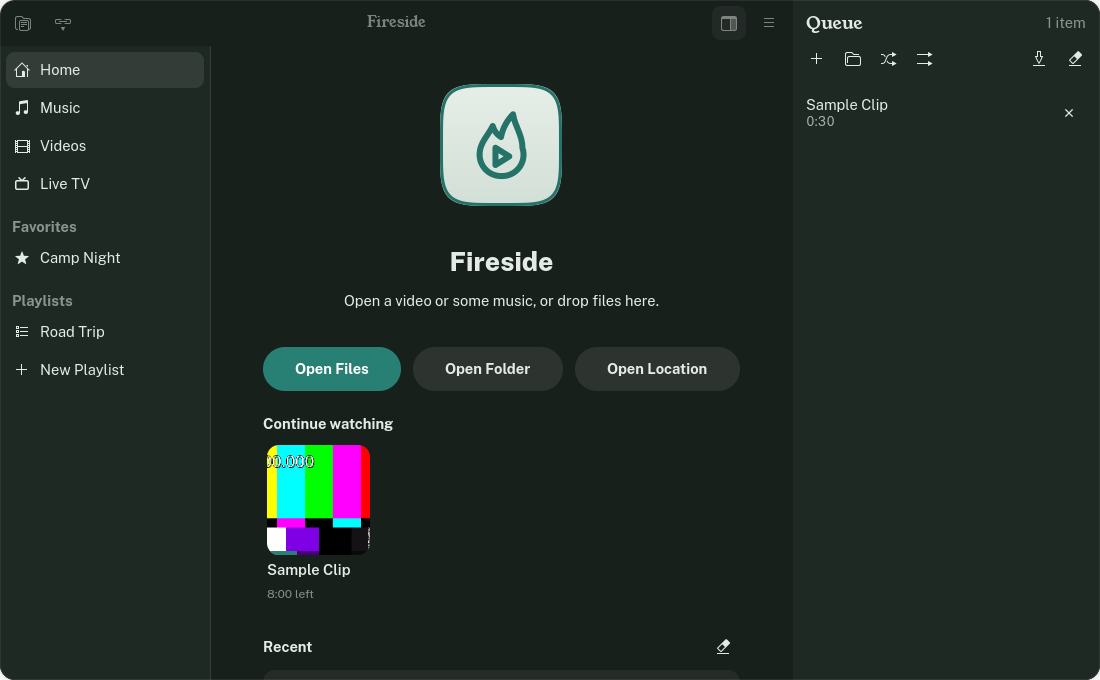 Fireside
Home
Music
Videos
Live TV
Favorites
Camp Night
Playlists
Road Trip
New Playlist
Fireside
Open a video or some music, or drop files here.
Open Files
Open Folder
Open Location
Continue watching
00.000
Sample Clip
8:00 left
Recent
Queue
1 item
Sample Clip
0:30